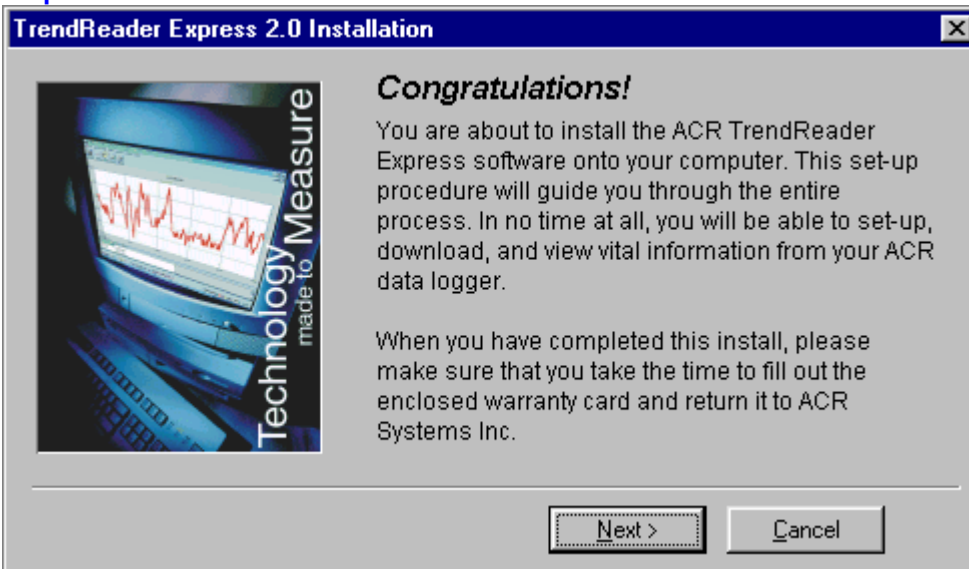 TrendReader Express 2.0 Installation
Technology
made to Measure
Congratulations!
You are about to install the ACR TrendReader
Express software onto your computer. This set-up
procedure will guide you through the entire
process. In no time at all, you will be able to set-up,
download, and view vital information from your ACR
data logger.
When you have completed this install, please
make sure that you take the time to fill out the
enclosed warranty card and return it to ACR
Systems Inc.
Next >
Cancel